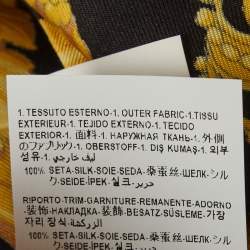 1. TESSUTO ESTERNO-1. OUTER FABRIC-1.TISSU
EXTERIEUR-1. TEJIDO EXTERNO-1. TECIDO
EXTERIOR-1. 面料-1. НАРУЖНАЯ ТКАНЬ-1. 外側
のファブリック-1. OBERSTOFF-1. DIŞ KUMAŞ-1. 외부
섬유-1. ليف خارجي
100% SETA-SILK-SOIE-SEDA-桑蚕丝-ШЕЛК-シル
ク-SEIDE-İPEK-실크-حرير
RIPORTO-TRIM-GARNITURE-REMANENTE-ADORNO
-装饰-НАКЛАДКА-装飾-BESATZ-SÜSLEME-가장
자리 장식-الزركشة
100% SETA-SILK-SOIE-SEDA-桑蚕丝-ШЕЛК-シル
ク-SEIDE-İPEK-실크-حرير